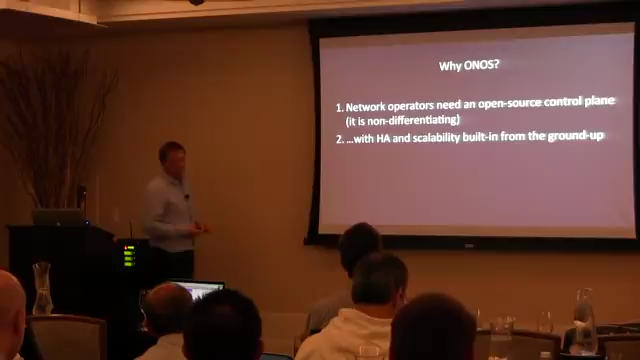 Why ONOS?
1. Network operators need an open-source control plane
(it is non-differentiating)
2. ...with HA and scalability built-in from the ground-up